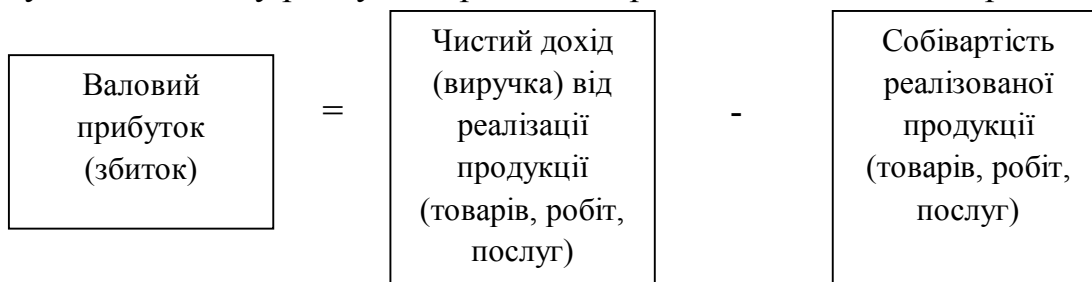 Валовий
прибуток
(збиток)
=
Чистий дохід
(виручка) від
реалізації
продукції
(товарів, робіт,
послуг)
-
Собівартість
реалізованої
продукції
(товарів, робіт,
послуг)